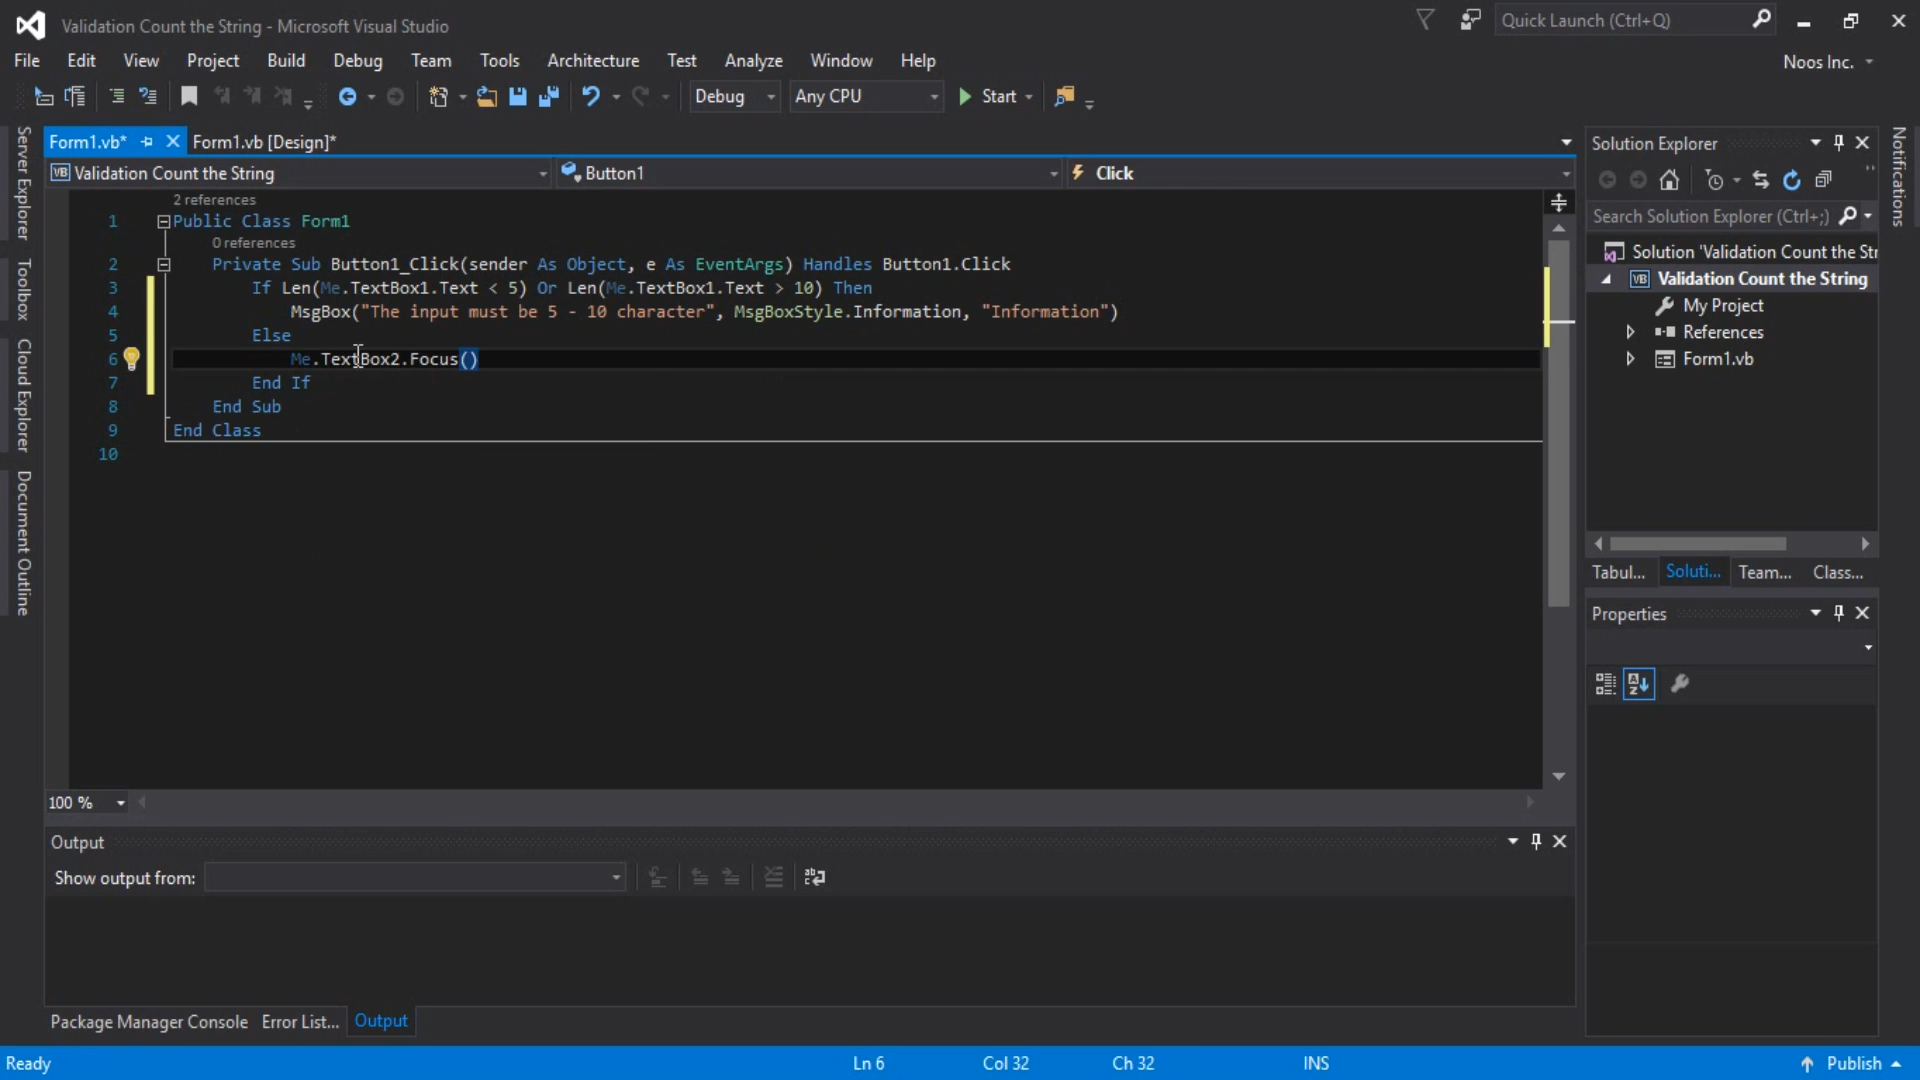 Validation Count the String - Microsoft Visual Studio
Quick Launch (Ctrl+Q)
File Edit View Project Build Debug Team Tools Architecture Test Analyze Window Help
Noos Inc.
Debug Any CPU Start
Server Explorer
Toolbox
Cloud Explorer
Document Outline
Form1.vb* Form1.vb [Design]*
VB Validation Count the String Button1 Click
2 references
1 Public Class Form1
0 references
2 Private Sub Button1_Click(sender As Object, e As EventArgs) Handles Button1.Click
3 If Len(Me.TextBox1.Text < 5) Or Len(Me.TextBox1.Text > 10) Then
4 MsgBox("The input must be 5 - 10 character", MsgBoxStyle.Information, "Information")
5 Else
6 Me.TextBox2.Focus()
7 End If
8 End Sub
9 End Class
10
100 %
Output
Show output from:
Package Manager Console Error List... Output
Solution Explorer
Search Solution Explorer (Ctrl+;)
Solution 'Validation Count the Str
VB Validation Count the String
My Project
References
Form1.vb
Tabul... Soluti... Team... Class...
Properties
Notifications
Ready Ln 6 Col 32 Ch 32 INS Publish